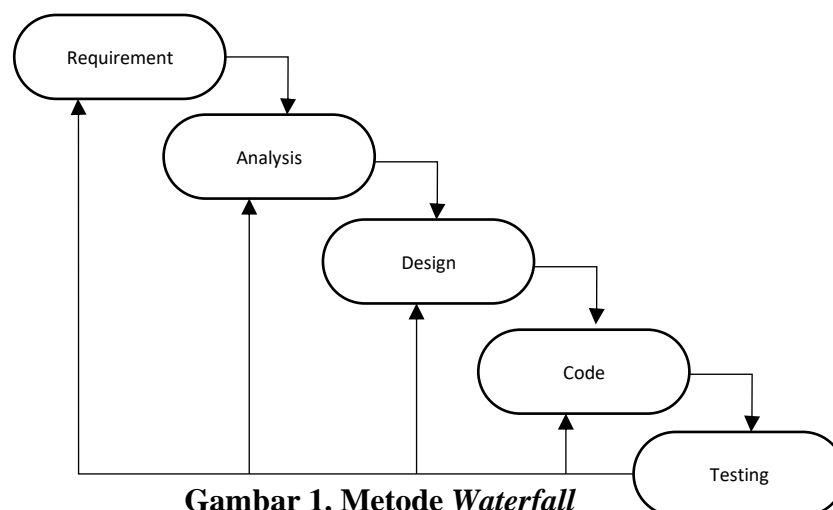 Requirement
Analysis
Design
Code
Testing
Gambar 1. Metode Waterfall